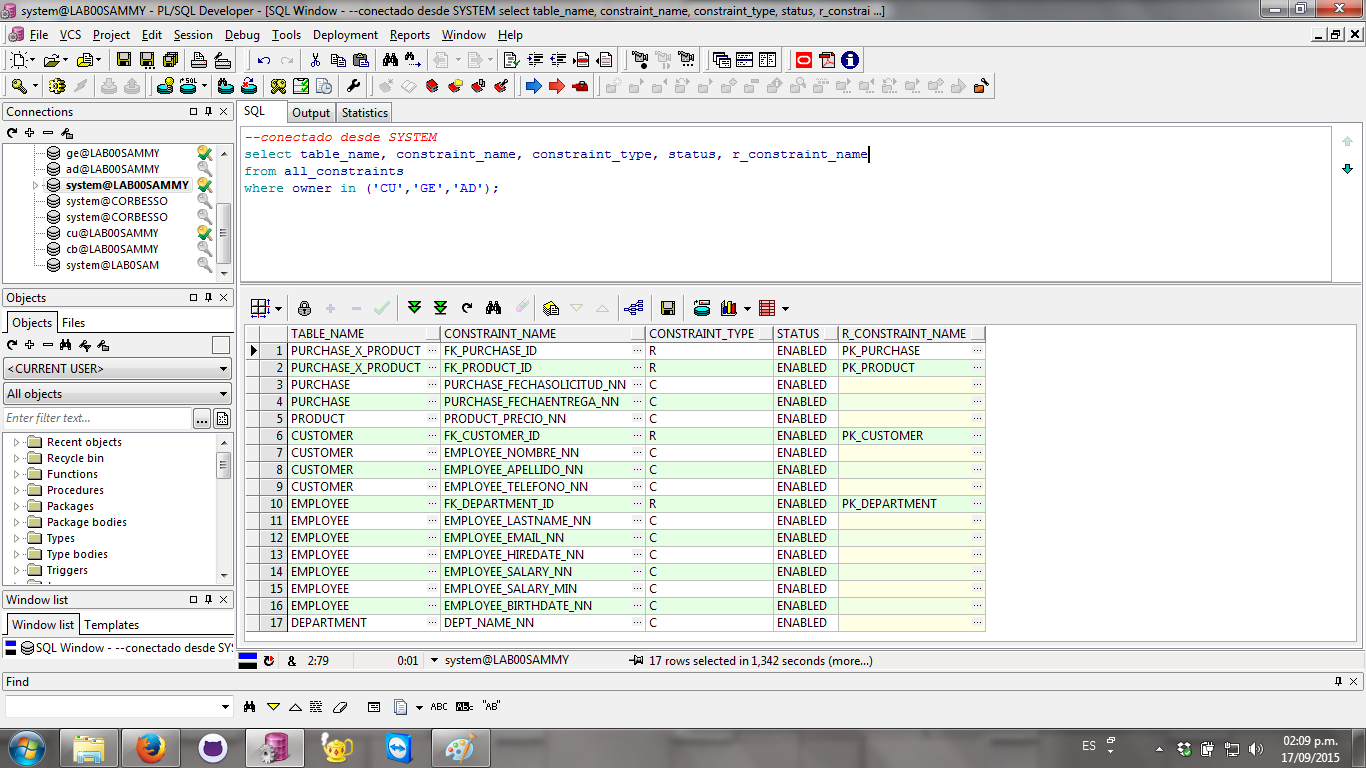 system@LAB00SAMMY - PL/SQL Developer - [SQL Window - --conectado desde SYSTEM select table_name, constraint_name, constraint_type, status, r_constrai ...]
File VCS Project Edit Session Debug Tools Deployment Reports Window Help
Connections
ge@LAB00SAMMY
ad@LAB00SAMMY
system@LAB00SAMMY
system@CORBESSO
system@CORBESSO
cu@LAB00SAMMY
cb@LAB00SAMMY
system@LAB0SAM
Objects
Objects Files
<CURRENT USER>
All objects
Enter filter text...
Recent objects
Recycle bin
Functions
Procedures
Packages
Package bodies
Types
Type bodies
Triggers
Window list
Window list Templates
SQL Window - --conectado desde SYS
SQL Output Statistics
--conectado desde SYSTEM
select table_name, constraint_name, constraint_type, status, r_constraint_name
from all_constraints
where owner in ('CU','GE','AD');
TABLE_NAME CONSTRAINT_NAME CONSTRAINT_TYPE STATUS R_CONSTRAINT_NAME
1 PURCHASE_X_PRODUCT FK_PURCHASE_ID R ENABLED PK_PURCHASE
2 PURCHASE_X_PRODUCT FK_PRODUCT_ID R ENABLED PK_PRODUCT
3 PURCHASE PURCHASE_FECHASOLICITUD_NN C ENABLED
4 PURCHASE PURCHASE_FECHAENTREGA_NN C ENABLED
5 PRODUCT PRODUCT_PRECIO_NN C ENABLED
6 CUSTOMER FK_CUSTOMER_ID R ENABLED PK_CUSTOMER
7 CUSTOMER EMPLOYEE_NOMBRE_NN C ENABLED
8 CUSTOMER EMPLOYEE_APELLIDO_NN C ENABLED
9 CUSTOMER EMPLOYEE_TELEFONO_NN C ENABLED
10 EMPLOYEE FK_DEPARTMENT_ID R ENABLED PK_DEPARTMENT
11 EMPLOYEE EMPLOYEE_LASTNAME_NN C ENABLED
12 EMPLOYEE EMPLOYEE_EMAIL_NN C ENABLED
13 EMPLOYEE EMPLOYEE_HIREDATE_NN C ENABLED
14 EMPLOYEE EMPLOYEE_SALARY_NN C ENABLED
15 EMPLOYEE EMPLOYEE_SALARY_MIN C ENABLED
16 EMPLOYEE EMPLOYEE_BIRTHDATE_NN C ENABLED
17 DEPARTMENT DEPT_NAME_NN C ENABLED
& 2:79 0:01 system@LAB00SAMMY 17 rows selected in 1,342 seconds (more...)
Find
ABC "AB"
ES 02:09 p.m.
17/09/2015